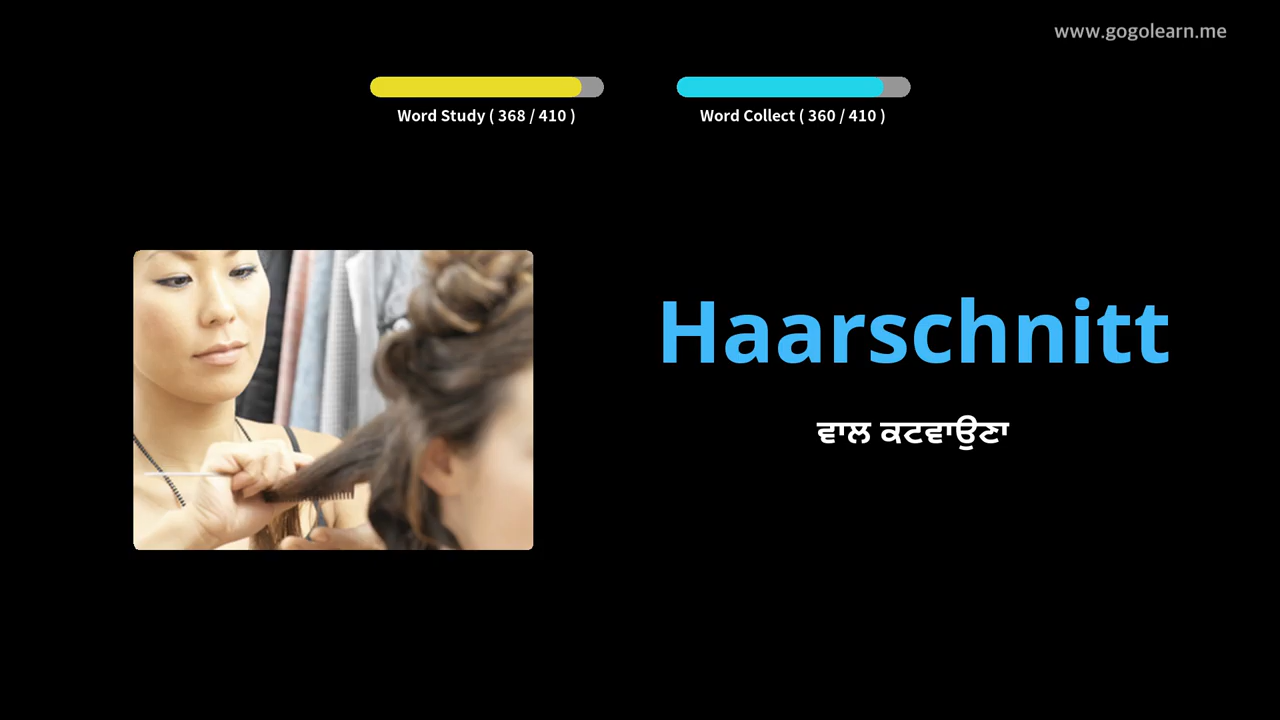 www.gogolearn.me
Word Study ( 368 / 410 )
Word Collect ( 360 / 410 )
Haarschnitt
ਵਾਲ ਕਟਵਾਉਣਾ